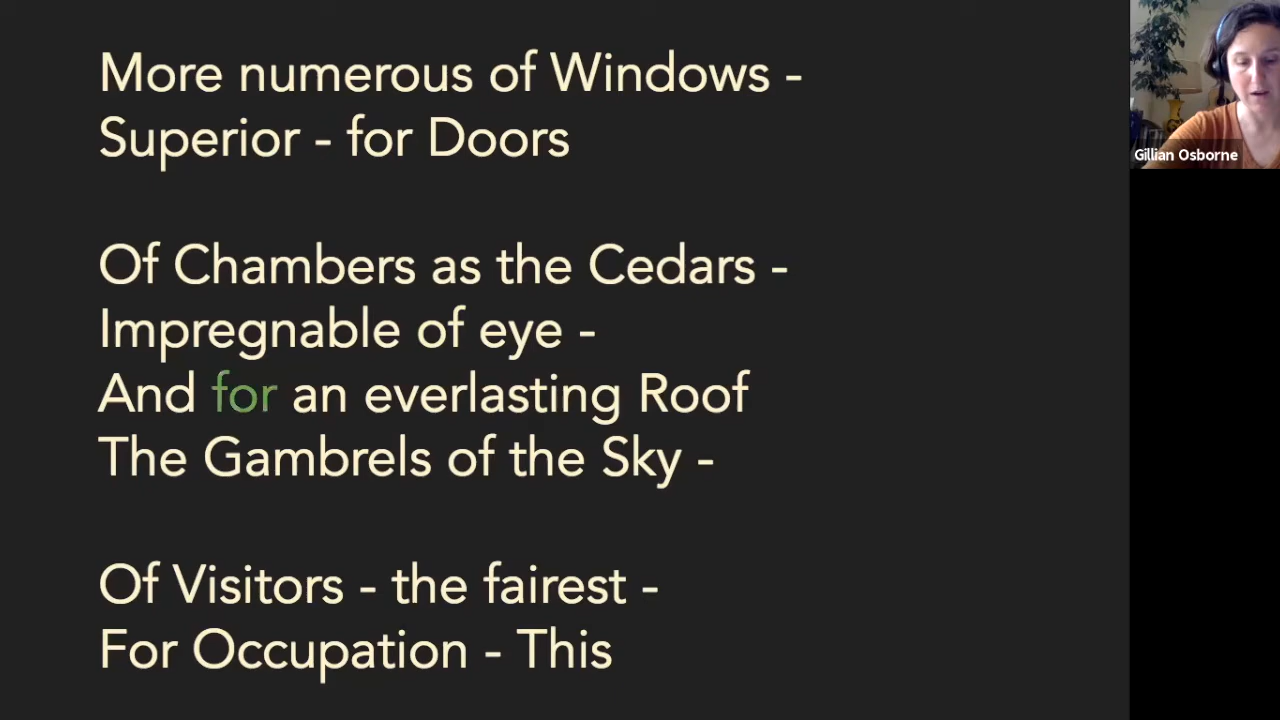 More numerous of Windows -
Superior - for Doors
Of Chambers as the Cedars -
Impregnable of eye -
And for an everlasting Roof
The Gambrels of the Sky -
Of Visitors - the fairest -
For Occupation - This
Gillian Osborne